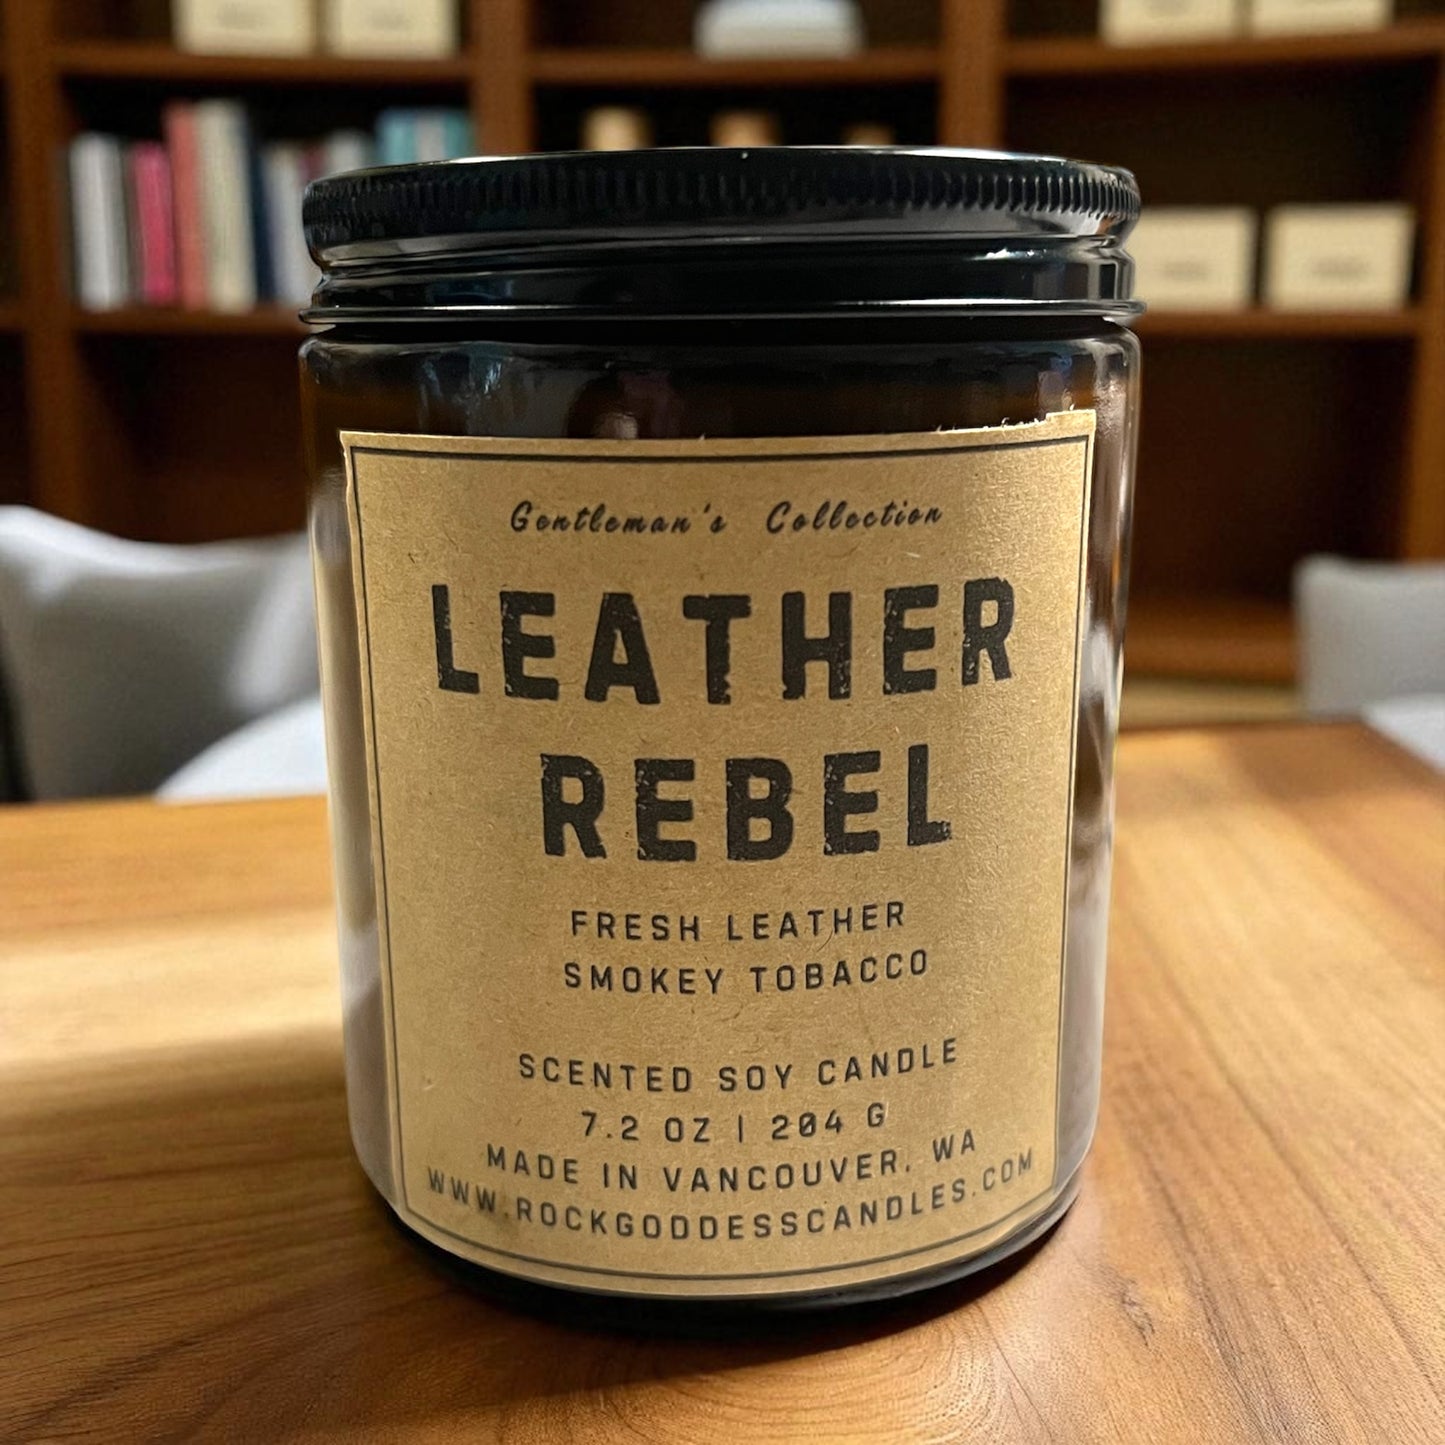 Gentleman's Collection
LEATHER
REBEL
FRESH LEATHER
SMOKEY TOBACCO
SCENTED SOY CANDLE
7.2 OZ | 204 G
MADE IN VANCOUVER, WA
WWW.ROCKGODDESSCANDLES.COM